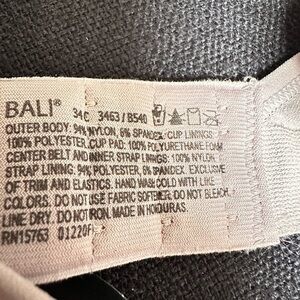 BALI® 34C 3463 / B540
OUTER BODY: 94% NYLON, 6% SPANDEX. CUP LININGS:
100% POLYESTER. CUP PAD: 100% POLYURETHANE FOAM.
CENTER BELT AND INNER STRAP LININGS: 100% NYLON.
STRAP LINING: 94% POLYESTER, 6% SPANDEX. EXCLUSIVE
OF TRIM AND ELASTICS. HAND WASH COLD WITH LIKE
COLORS. DO NOT USE FABRIC SOFTENER. DO NOT BLEACH.
LINE DRY. DO NOT IRON. MADE IN HONDURAS.
RN15763 01220F